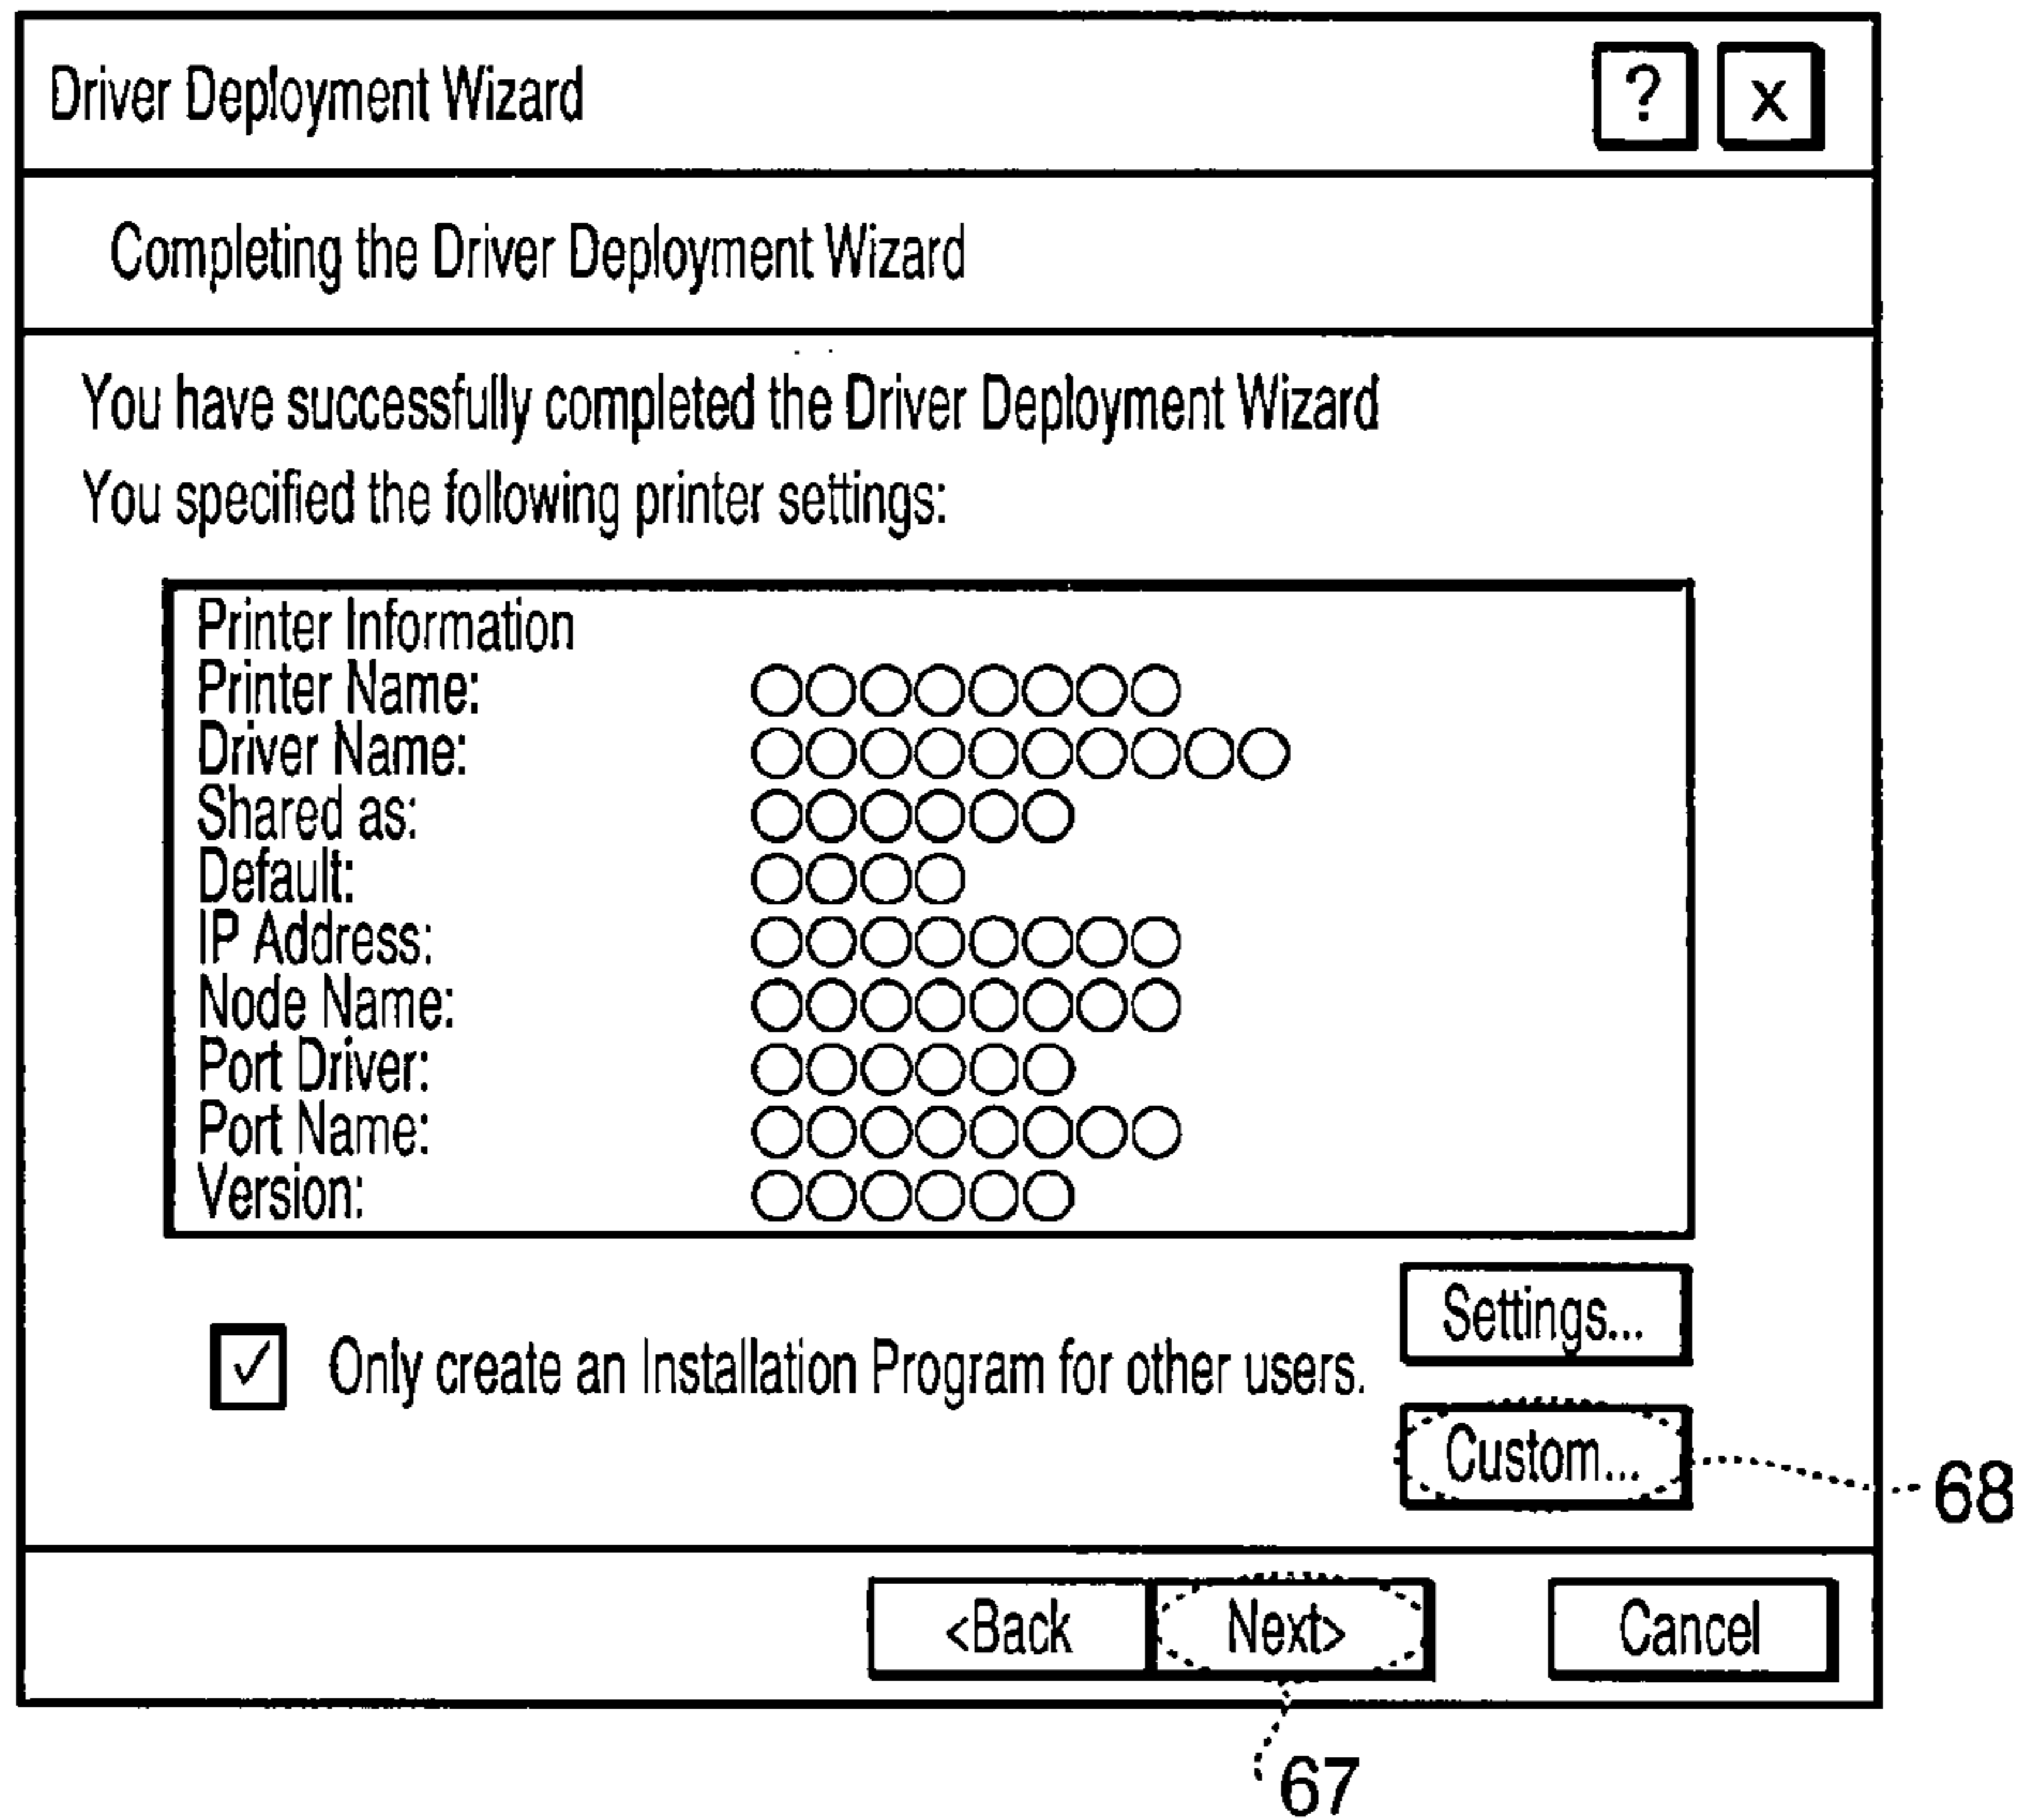 Driver Deployment Wizard ? x
Completing the Driver Deployment Wizard
You have successfully completed the Driver Deployment Wizard
You specified the following printer settings:
Printer Information
Printer Name: ○○○○○○○○
Driver Name: ○○○○○○○○○○
Shared as: ○○○○○○
Default: ○○○○
IP Address: ○○○○○○○○
Node Name: ○○○○○○○○
Port Driver: ○○○○○○
Port Name: ○○○○○○○○
Version: ○○○○○○
Settings...
✓ Only create an Installation Program for other users.
Custom...
68
<Back Next> Cancel
67